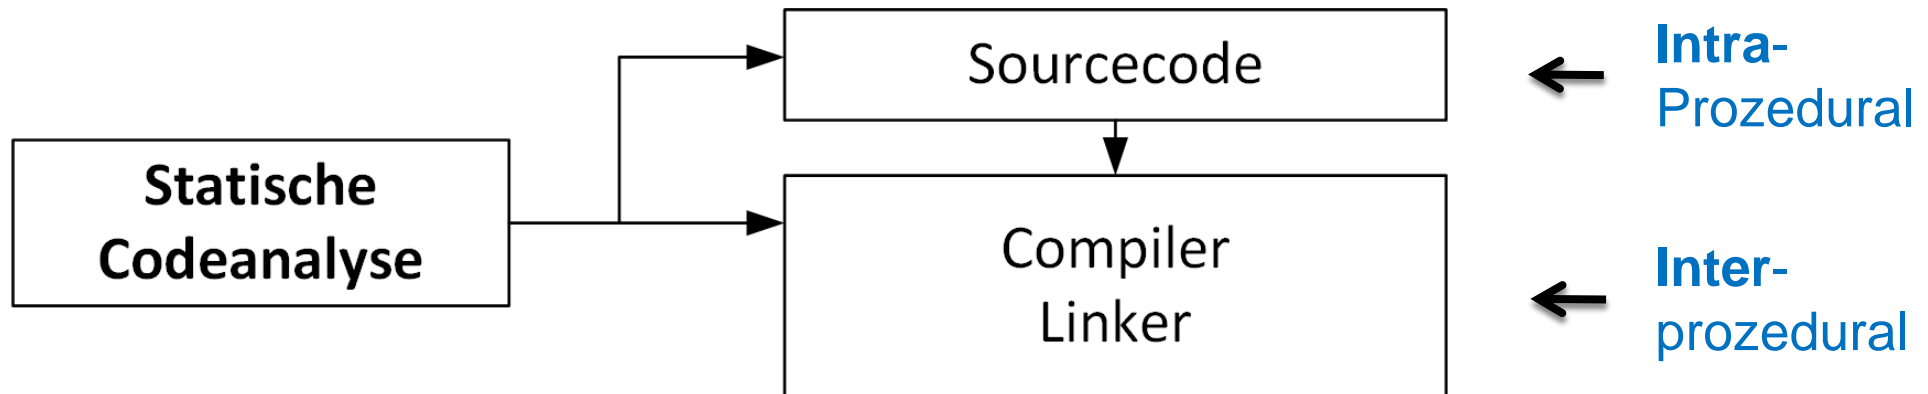 Sourcecode
Intra-
Prozedural
Statische
Codeanalyse
Compiler
Linker
Inter-
prozedural